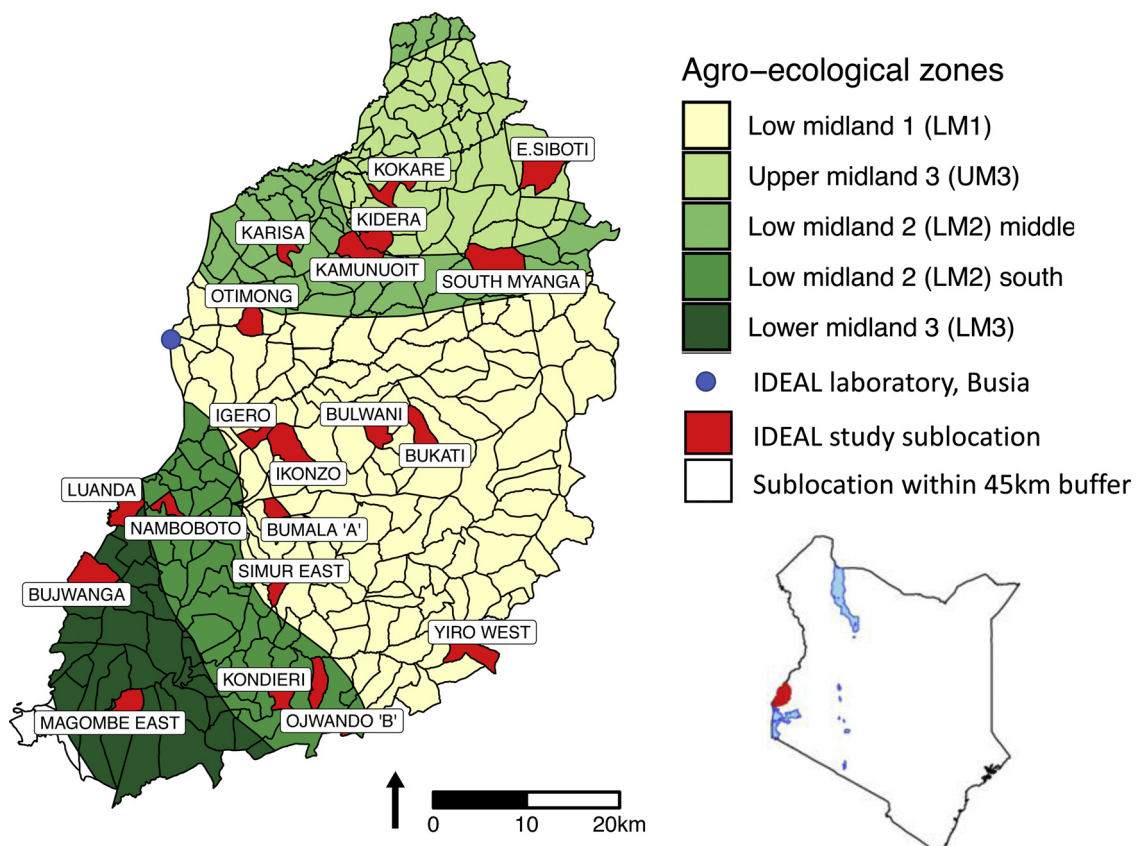 Agro-ecological zones
Low midland 1 (LM1)
Upper midland 3 (UM3)
Low midland 2 (LM2) middle
Low midland 2 (LM2) south
Lower midland 3 (LM3)
IDEAL laboratory, Busia
IDEAL study sublocation
Sublocation within 45km buffer
E.SIBOTI
KOKARE
KIDERA
KARISA
KAMUNUOIT
SOUTH MYANGA
OTIMONG
IGERO
BULWANI
BUKATI
IKONZO
LUANDA
NAMBOBOTO
BUMALA 'A'
SIMUR EAST
BUJWANGA
YIRO WEST
KONDIERI
MAGOMBE EAST
OJWANDO 'B'
0 10 20km